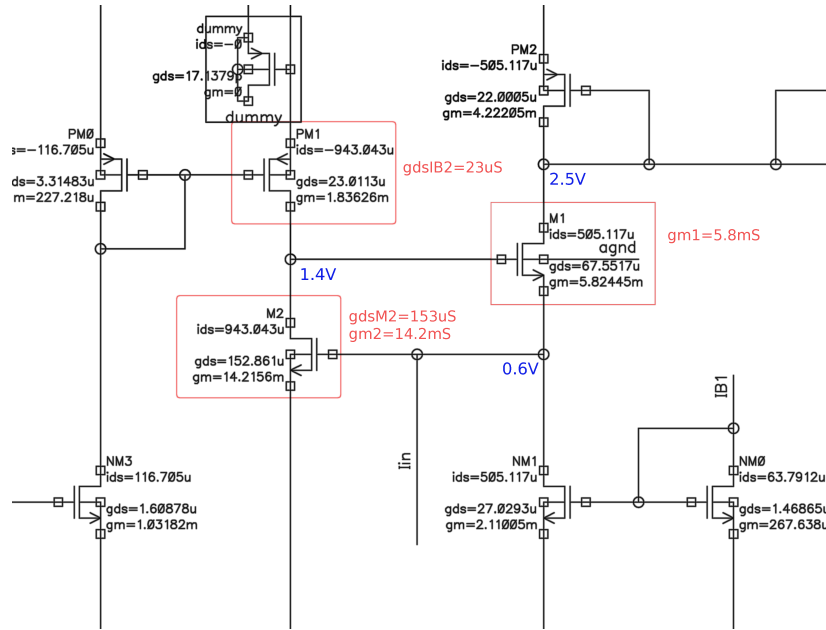 dummy
ids=-0
gds=17.1379p
gm=0
dummy
PM2
ids=-505.117u
gds=22.0005u
gm=4.22205m
PM0
s=-116.705u
ds=3.31483u
m=227.218u
PM1
ids=-943.043u
gds=23.0113u
gm=1.83626m
gdsIB2=23uS
2.5V
M1
ids=505.117u
agnd
gds=67.5517u
gm=5.82445m
gm1=5.8mS
1.4V
M2
ids=943.043u
gds=152.861u
gm=14.2156m
gdsM2=153uS
gm2=14.2mS
0.6V
IB1
Iin
NM3
ids=116.705u
gds=1.60878u
gm=1.03182m
NM1
ids=505.117u
gds=27.0293u
gm=2.11005m
NM0
ids=63.7912u
gds=1.46865u
gm=267.638u